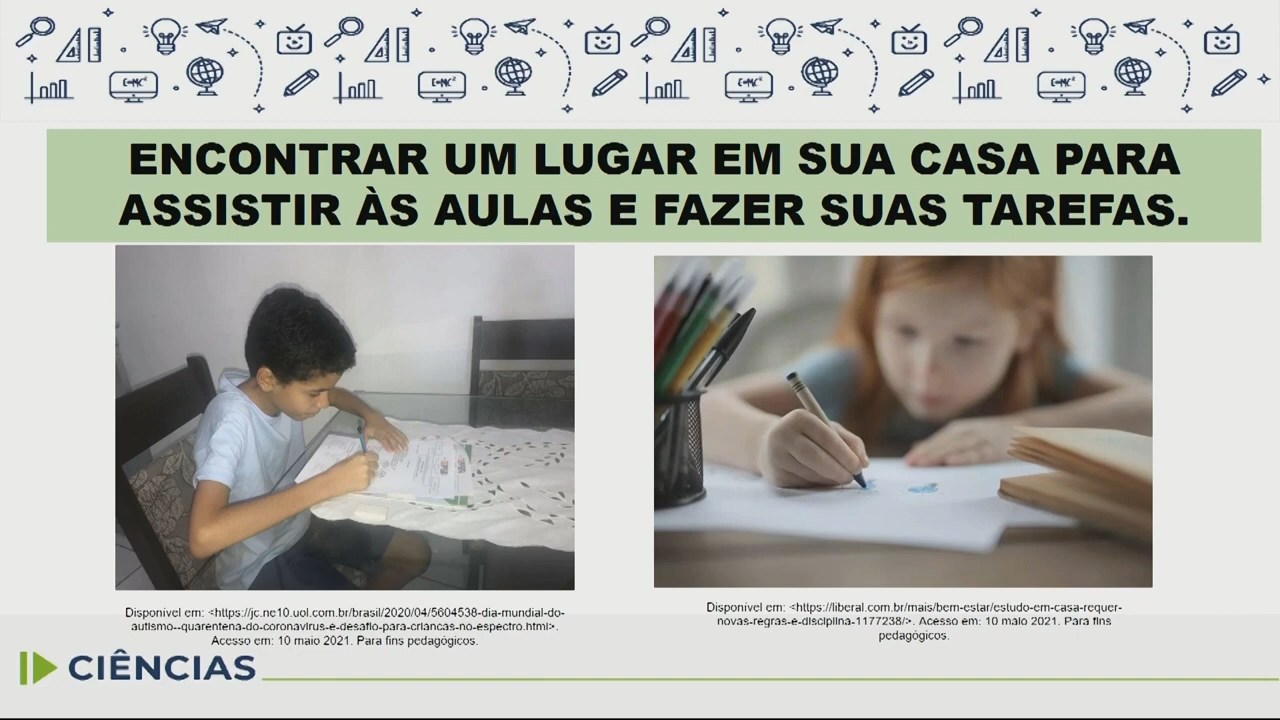 ENCONTRAR UM LUGAR EM SUA CASA PARA
ASSISTIR ÀS AULAS E FAZER SUAS TAREFAS.
Disponível em: <https://jc.ne10.uol.com.br/brasil/2020/04/5604538-dia-mundial-do-
autismo--quarentena-do-coronavirus-e-desafio-para-criancas-no-espectro.html>.
Acesso em: 10 maio 2021. Para fins pedagógicos.
Disponível em: <https://liberal.com.br/mais/bem-estar/estudo-em-casa-requer-
novas-regras-e-disciplina-1177238/>. Acesso em: 10 maio 2021. Para fins
pedagógicos.
CIÊNCIAS